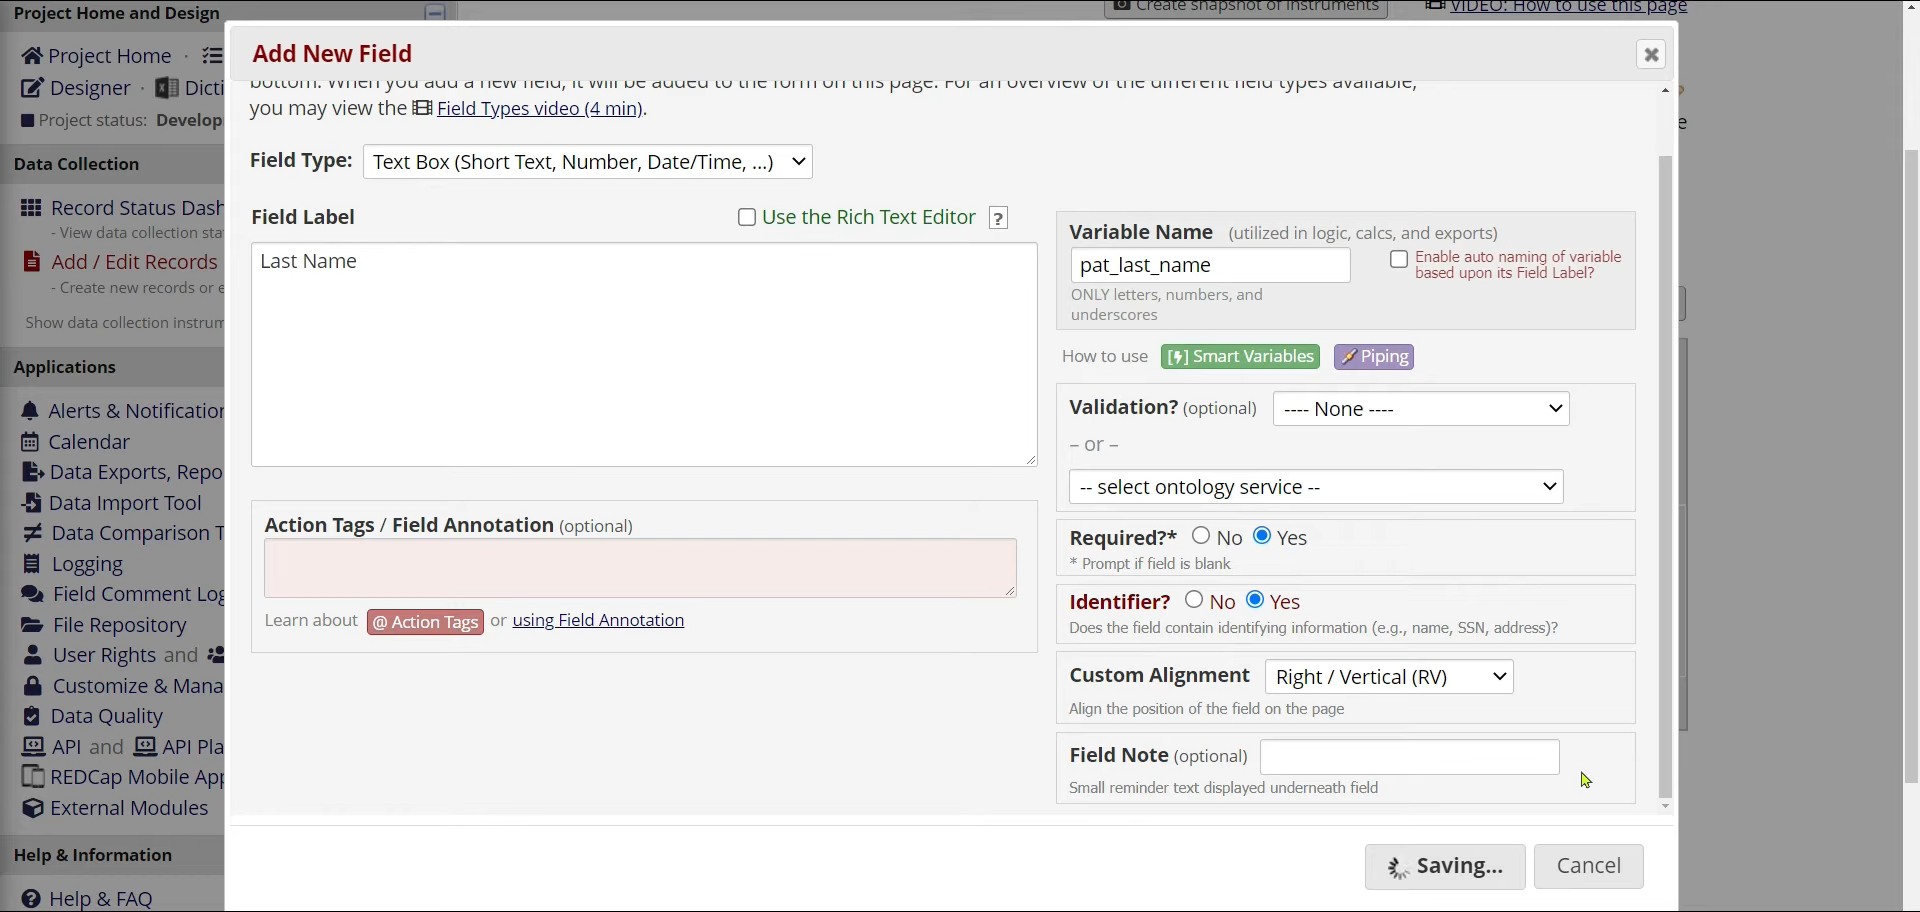 Project Home and Design
Create snapshot of instruments
VIDEO: How to use this page
Project Home ·
Designer · Dicti
Project status: Develop
Data Collection
Record Status Dash
- View data collection sta
Add / Edit Records
- Create new records or e
Show data collection instrum
Applications
Alerts & Notification
Calendar
Data Exports, Repo
Data Import Tool
Data Comparison T
Logging
Field Comment Log
File Repository
User Rights and
Customize & Mana
Data Quality
API and API Pla
REDCap Mobile App
External Modules
Help & Information
Help & FAQ
Add New Field
bottom. When you add a new field, it will be added to the form on this page. For an overview of the different field types available,
you may view the Field Types video (4 min).
Field Type: Text Box (Short Text, Number, Date/Time, ...)
Field Label
Use the Rich Text Editor ?
Last Name
Action Tags / Field Annotation (optional)
Learn about @ Action Tags or using Field Annotation
Variable Name (utilized in logic, calcs, and exports)
pat_last_name
Enable auto naming of variable
based upon its Field Label?
ONLY letters, numbers, and
underscores
How to use [⚡] Smart Variables Piping
Validation? (optional) ---- None ----
– or –
-- select ontology service --
Required?* No Yes
* Prompt if field is blank
Identifier? No Yes
Does the field contain identifying information (e.g., name, SSN, address)?
Custom Alignment Right / Vertical (RV)
Align the position of the field on the page
Field Note (optional)
Small reminder text displayed underneath field
Saving...
Cancel